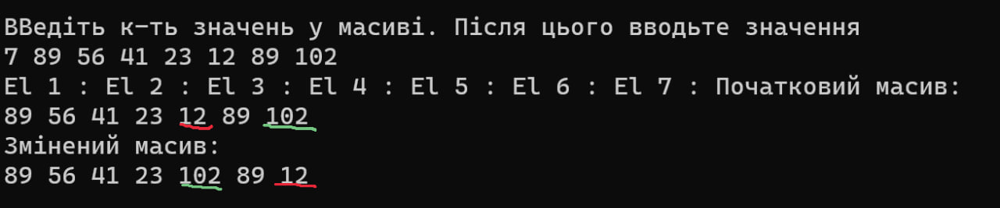 ВВедіть к-ть значень у масиві. Після цього вводьте значення
7 89 56 41 23 12 89 102
El 1 : El 2 : El 3 : El 4 : El 5 : El 6 : El 7 : Початковий масив:
89 56 41 23 12 89 102
Змінений масив:
89 56 41 23 102 89 12